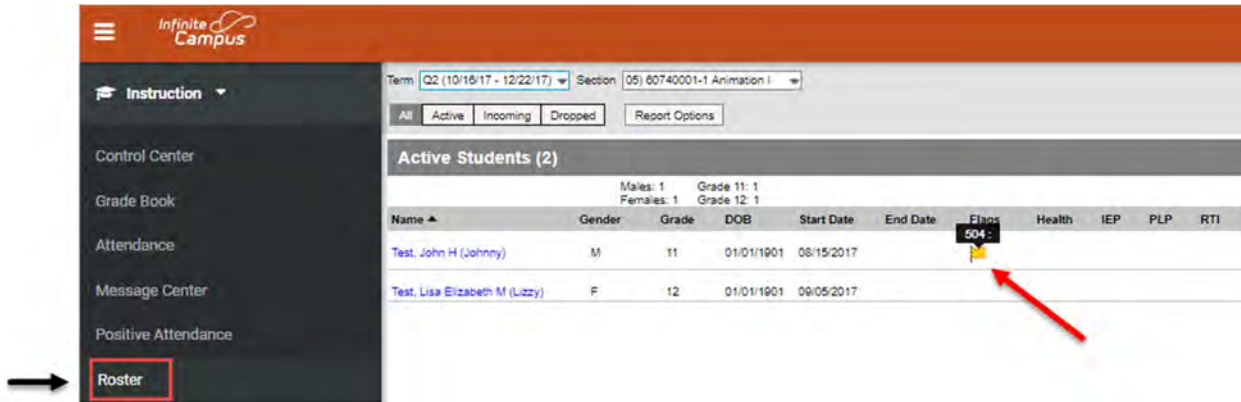 Infinite
Campus
Instruction
Control Center
Grade Book
Attendance
Message Center
Positive Attendance
Roster
Term Q2 (10/16/17 - 12/22/17) Section 05) 60740001-1 Animation I
All Active Incoming Dropped Report Options
Active Students (2)
Males: 1 Grade 11: 1
Females: 1 Grade 12: 1
Name Gender Grade DOB Start Date End Date Flags Health IEP PLP RTI
504 :
Test, John H (Johnny) M 11 01/01/1901 08/15/2017
Test, Lisa Elizabeth M (Lizzy) F 12 01/01/1901 09/05/2017